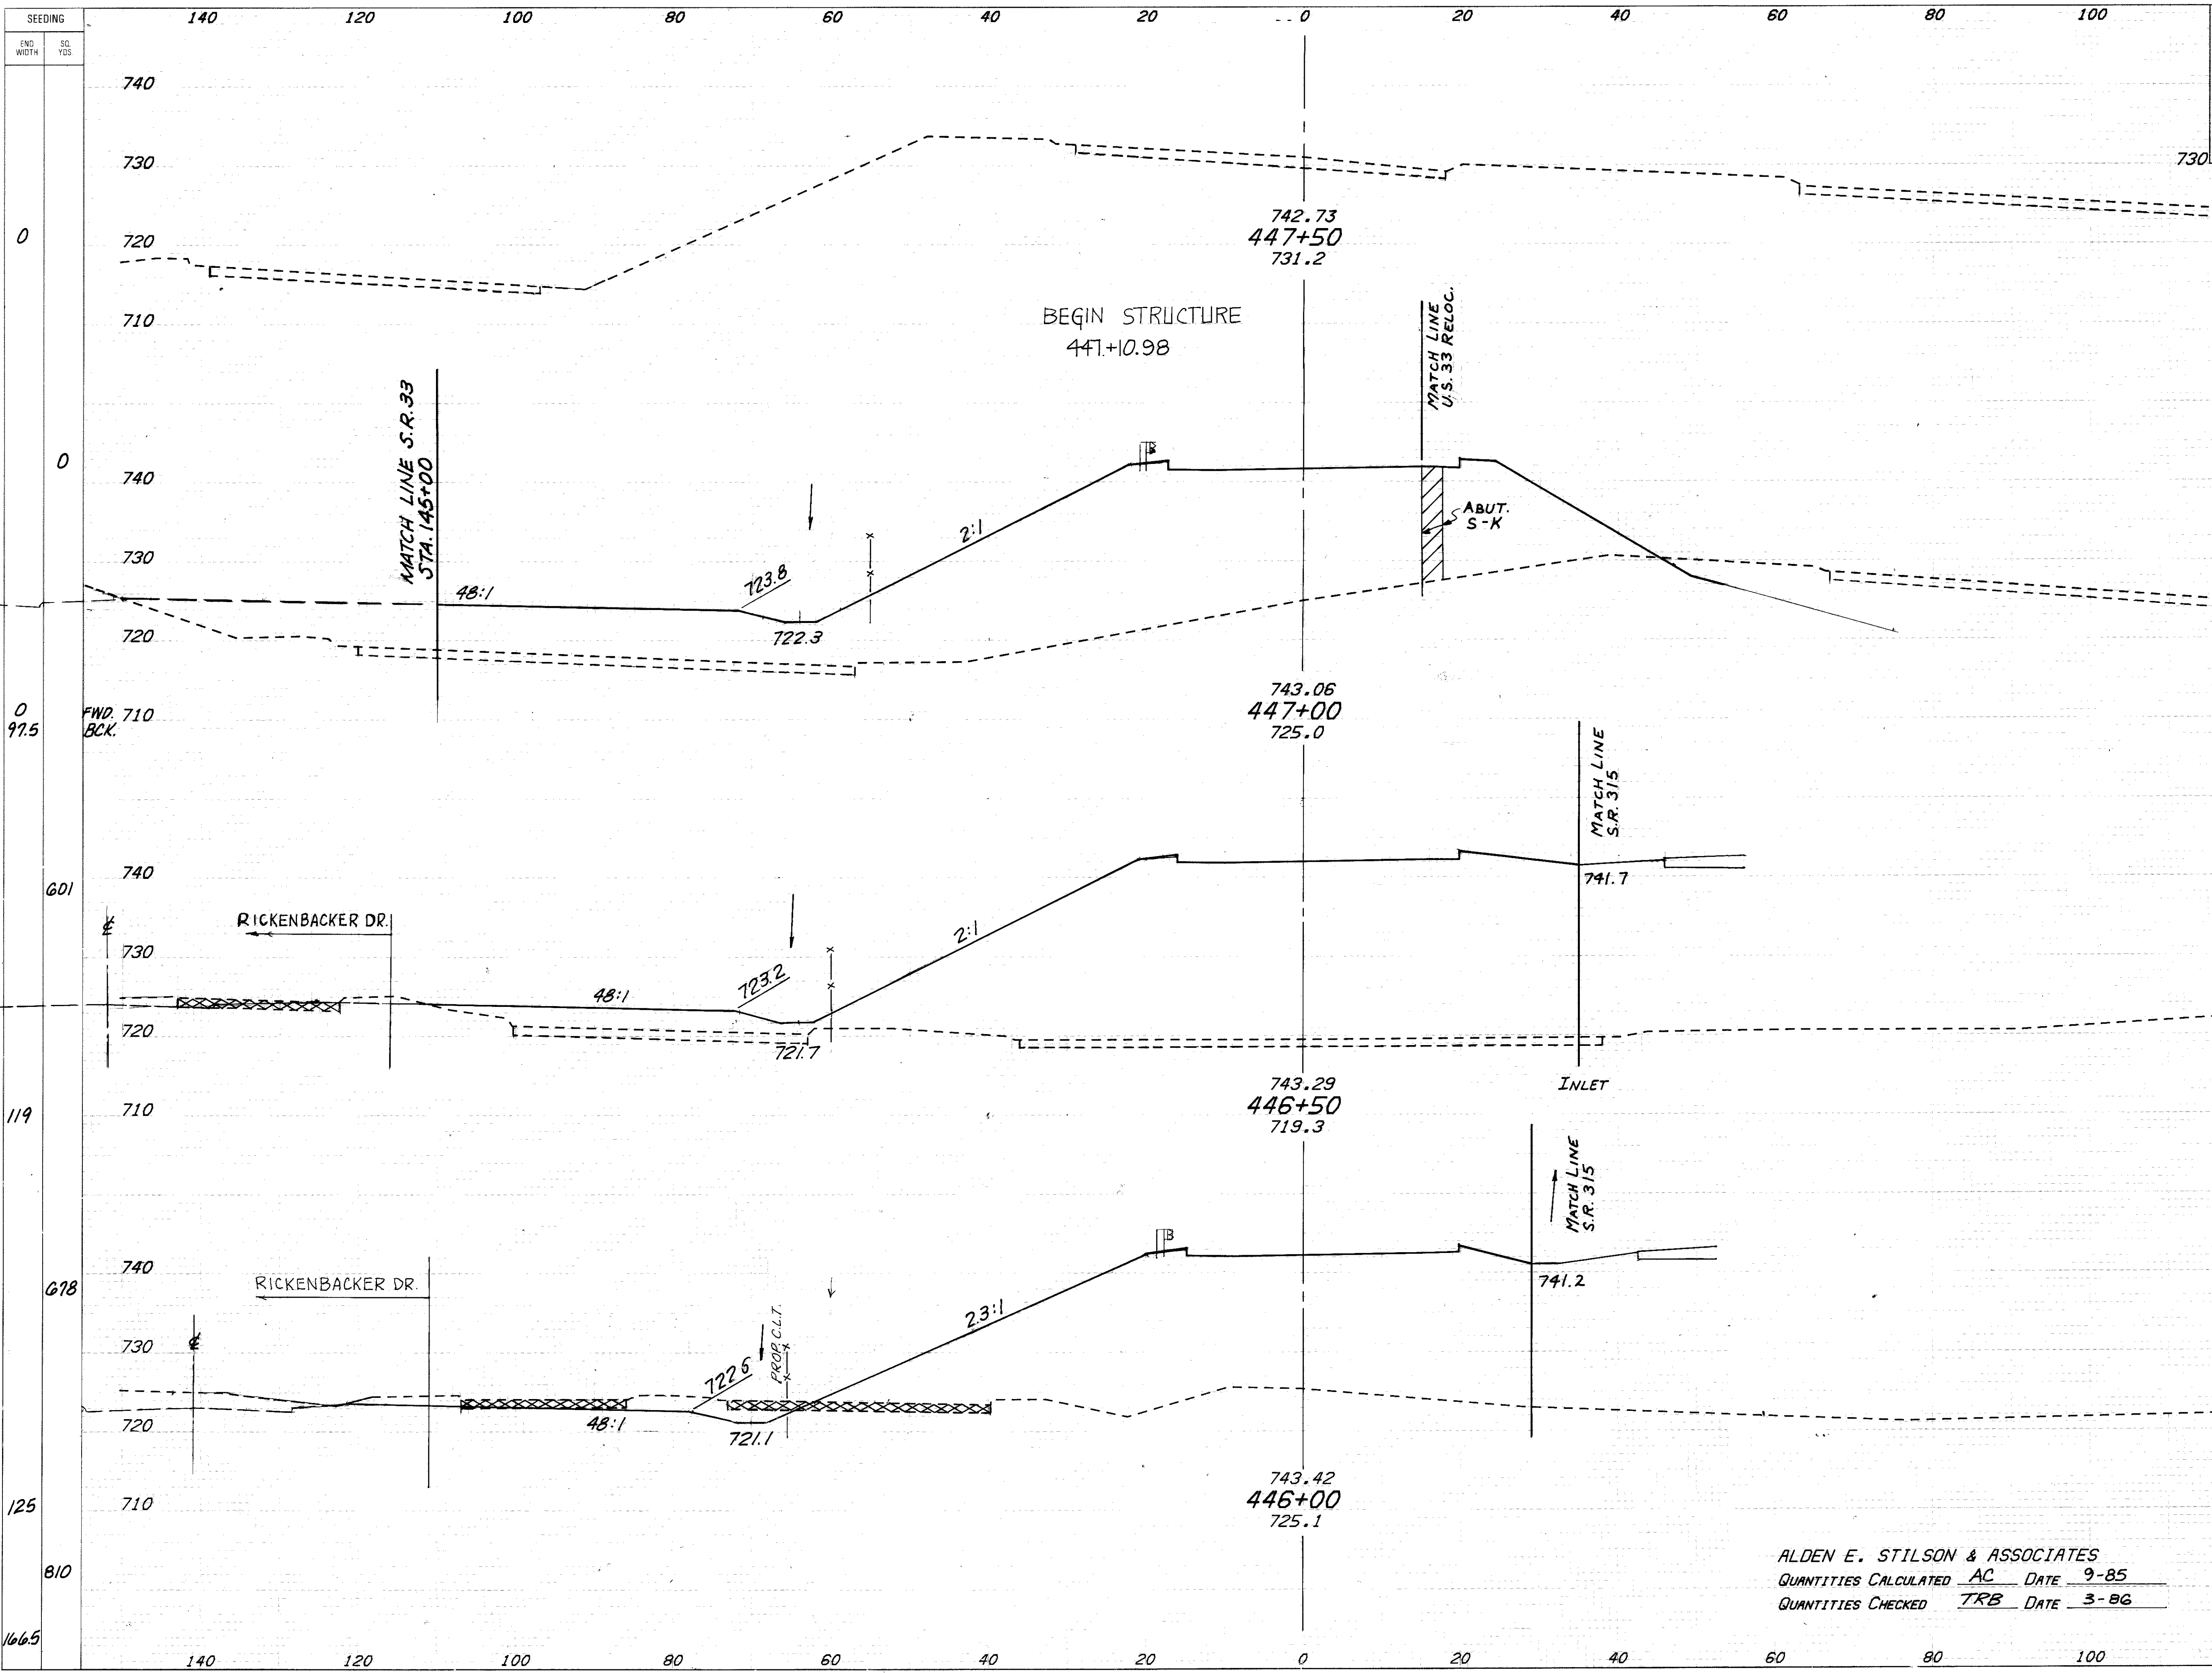 SEEDING
END WIDTH
SQ. YDS
140 120 100 80 60 40 20 0 20 40 60 80 100
740
730
730
720
710
0
742.73
447+50
731.2
BEGIN STRUCTURE
447+10.98
MATCH LINE
U.S. 33 RELOC.
MATCH LINE S.R. 33
STA. 145+00
0
740
B
ABUT.
S-K
2:1
730
723.8
48:1
720
722.3
743.06
447+00
725.0
0
FWD. 710
97.5
BCK.
MATCH LINE
S.R. 315
740
741.7
601
RICKENBACKER DR.
℄
730
2:1
723.2
48:1
720
721.7
743.29
446+50
719.3
INLET
119
710
MATCH LINE
S.R. 315
B
740
741.2
678
RICKENBACKER DR.
℄
730
2.3:1
PROP. C.L.T.
722.6
720
48:1
721.1
743.42
446+00
725.1
125
710
810
ALDEN E. STILSON & ASSOCIATES
QUANTITIES CALCULATED AC DATE 9-85
QUANTITIES CHECKED TRB DATE 3-86
166.5
140 120 100 80 60 40 20 0 20 40 60 80 100